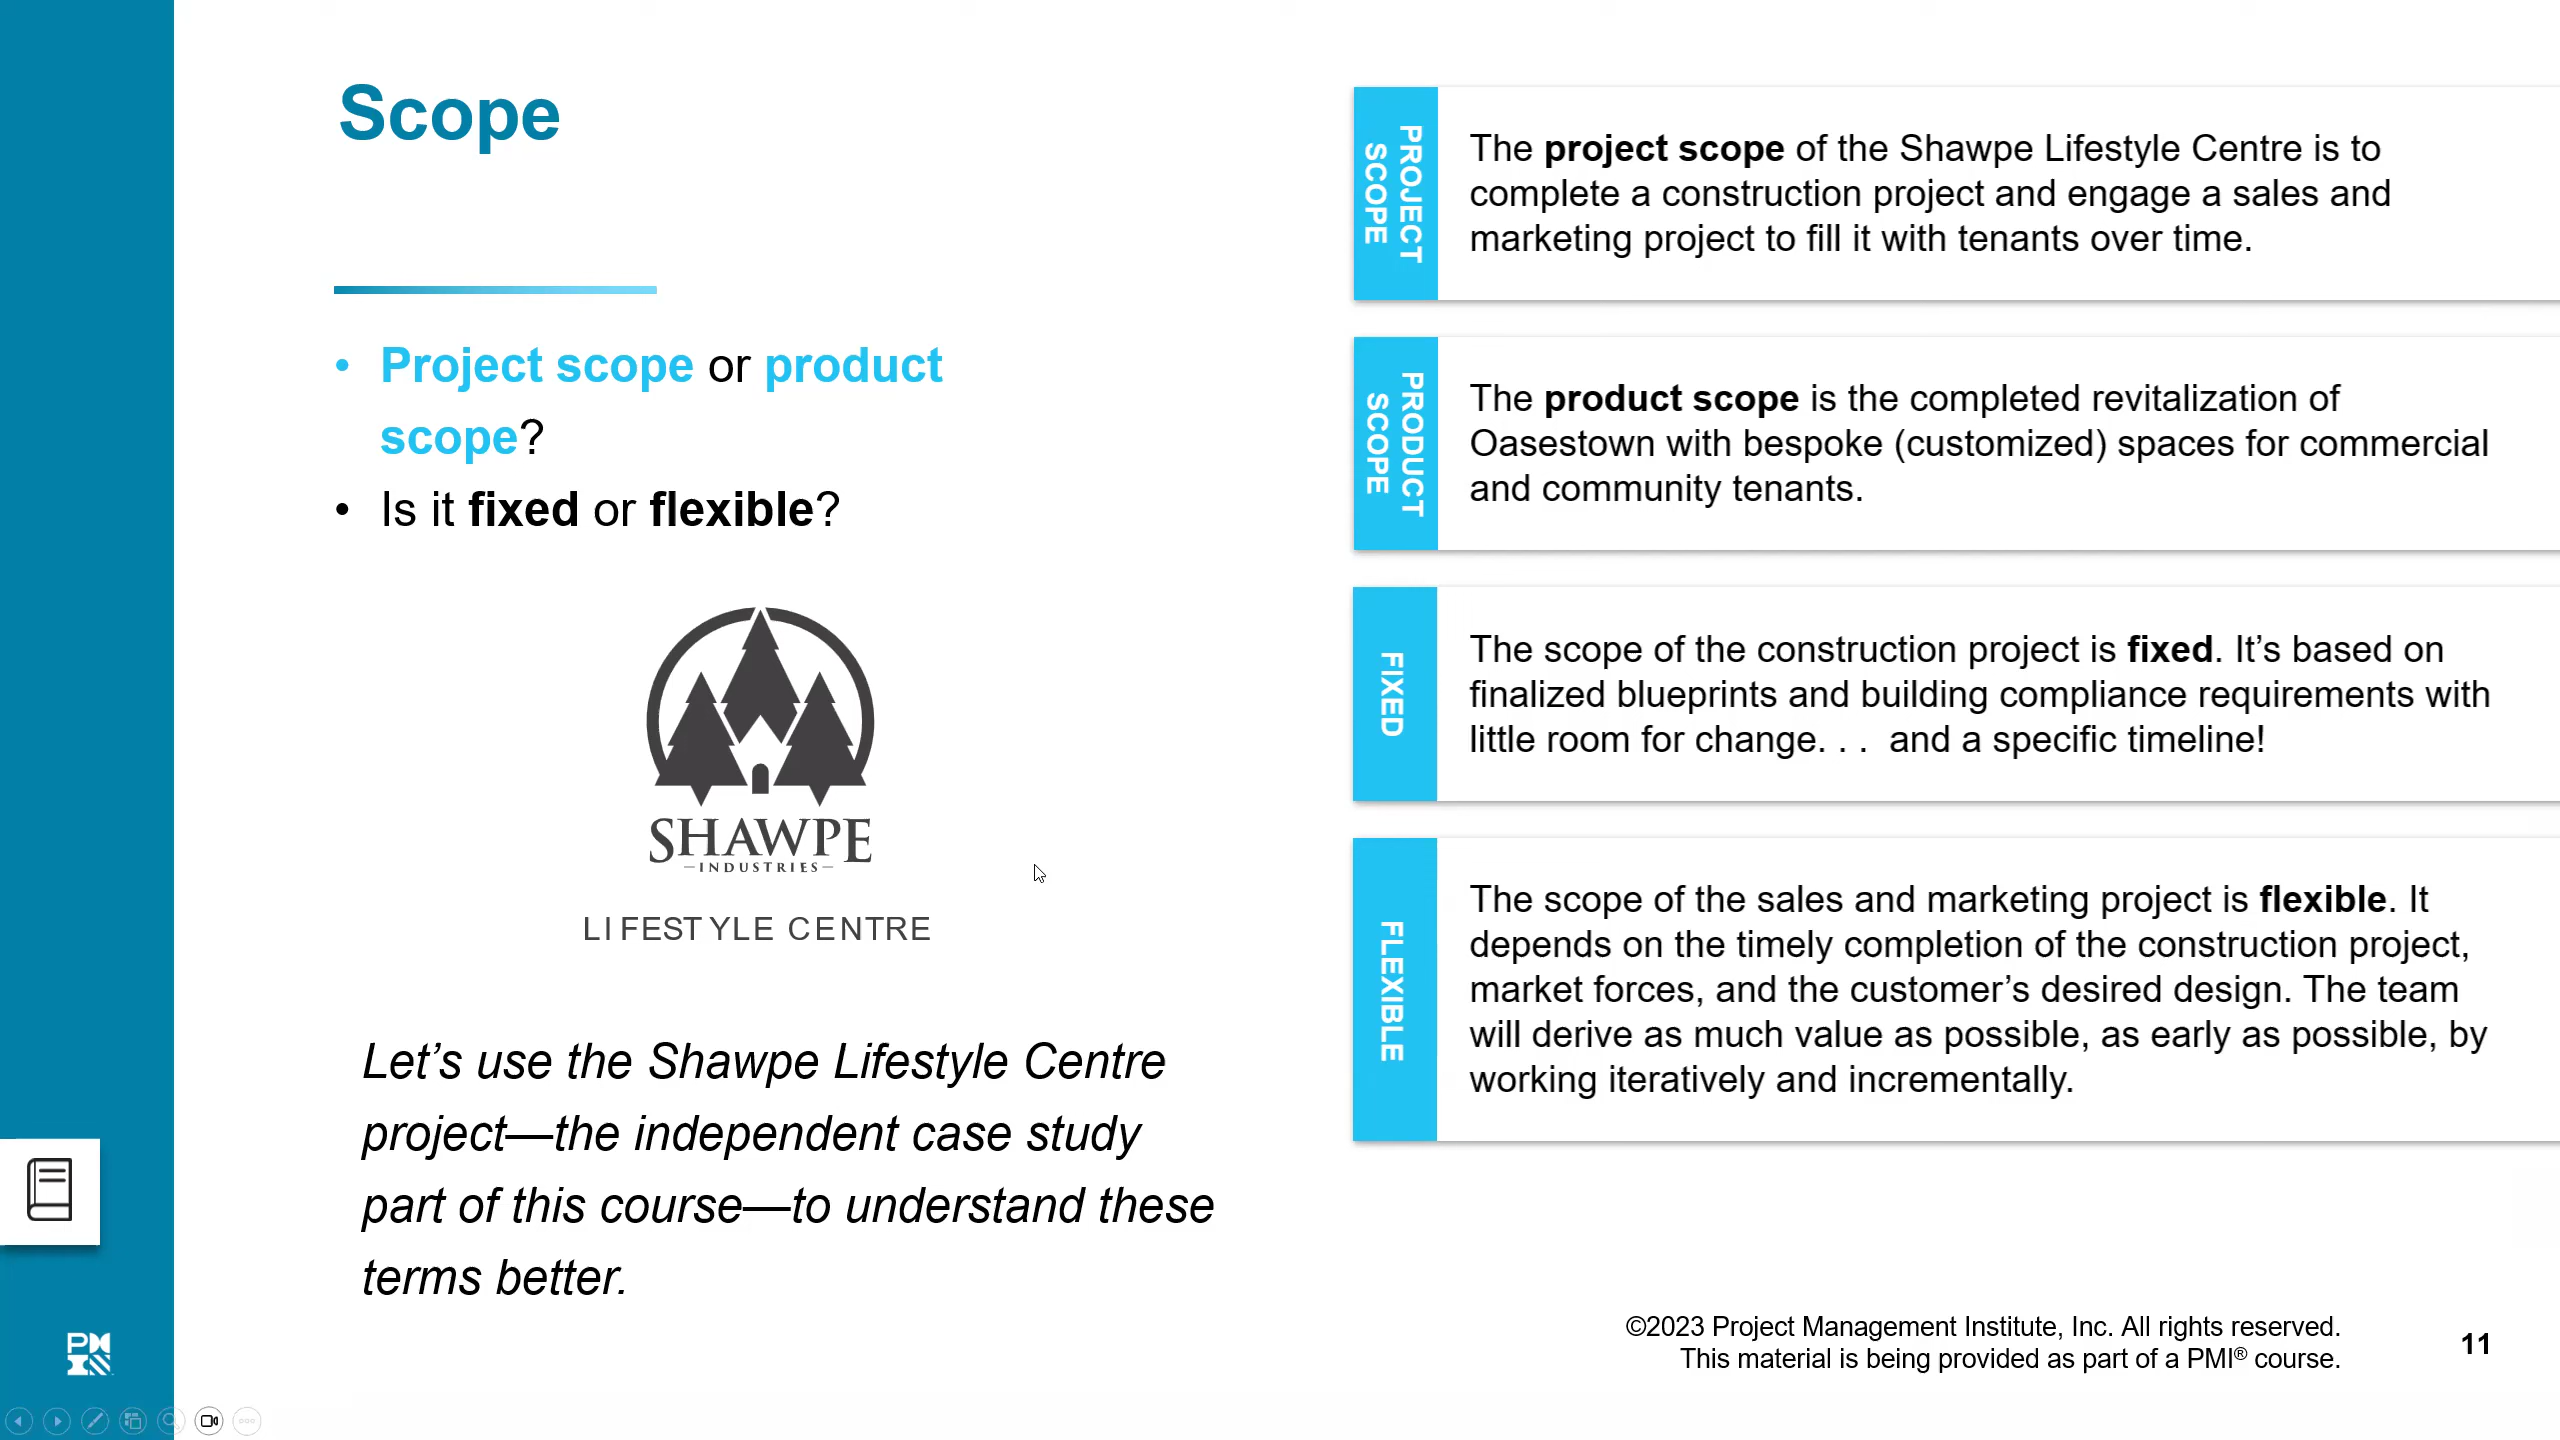 Scope
• Project scope or product
scope?
• Is it fixed or flexible?
SHAWPE
–INDUSTRIES–
LIFESTYLE CENTRE
Let’s use the Shawpe Lifestyle Centre
project—the independent case study
part of this course—to understand these
terms better.
PROJECT
SCOPE
The project scope of the Shawpe Lifestyle Centre is to
complete a construction project and engage a sales and
marketing project to fill it with tenants over time.
PRODUCT
SCOPE
The product scope is the completed revitalization of
Oasestown with bespoke (customized) spaces for commercial
and community tenants.
FIXED
The scope of the construction project is fixed. It’s based on
finalized blueprints and building compliance requirements with
little room for change. . .  and a specific timeline!
FLEXIBLE
The scope of the sales and marketing project is flexible. It
depends on the timely completion of the construction project,
market forces, and the customer’s desired design. The team
will derive as much value as possible, as early as possible, by
working iteratively and incrementally.
©2023 Project Management Institute, Inc. All rights reserved.
This material is being provided as part of a PMI® course.
11